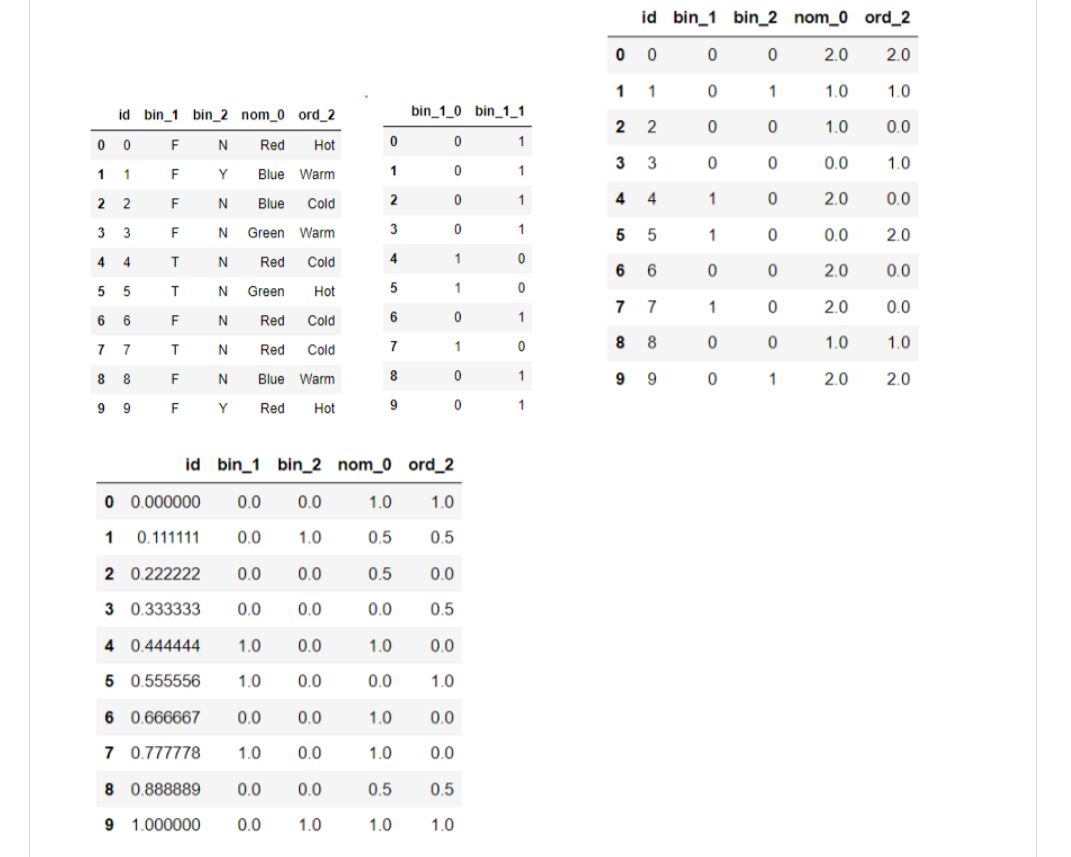 id bin_1 bin_2 nom_0 ord_2
0 0 F N Red Hot
1 1 F Y Blue Warm
2 2 F N Blue Cold
3 3 F N Green Warm
4 4 T N Red Cold
5 5 T N Green Hot
6 6 F N Red Cold
7 7 T N Red Cold
8 8 F N Blue Warm
9 9 F Y Red Hot
bin_1_0 bin_1_1
0 0 1
1 0 1
2 0 1
3 0 1
4 1 0
5 1 0
6 0 1
7 1 0
8 0 1
9 0 1
id bin_1 bin_2 nom_0 ord_2
0 0 0 0 2.0 2.0
1 1 0 1 1.0 1.0
2 2 0 0 1.0 0.0
3 3 0 0 0.0 1.0
4 4 1 0 2.0 0.0
5 5 1 0 0.0 2.0
6 6 0 0 2.0 0.0
7 7 1 0 2.0 0.0
8 8 0 0 1.0 1.0
9 9 0 1 2.0 2.0
id bin_1 bin_2 nom_0 ord_2
0 0.000000 0.0 0.0 1.0 1.0
1 0.111111 0.0 1.0 0.5 0.5
2 0.222222 0.0 0.0 0.5 0.0
3 0.333333 0.0 0.0 0.0 0.5
4 0.444444 1.0 0.0 1.0 0.0
5 0.555556 1.0 0.0 0.0 1.0
6 0.666667 0.0 0.0 1.0 0.0
7 0.777778 1.0 0.0 1.0 0.0
8 0.888889 0.0 0.0 0.5 0.5
9 1.000000 0.0 1.0 1.0 1.0